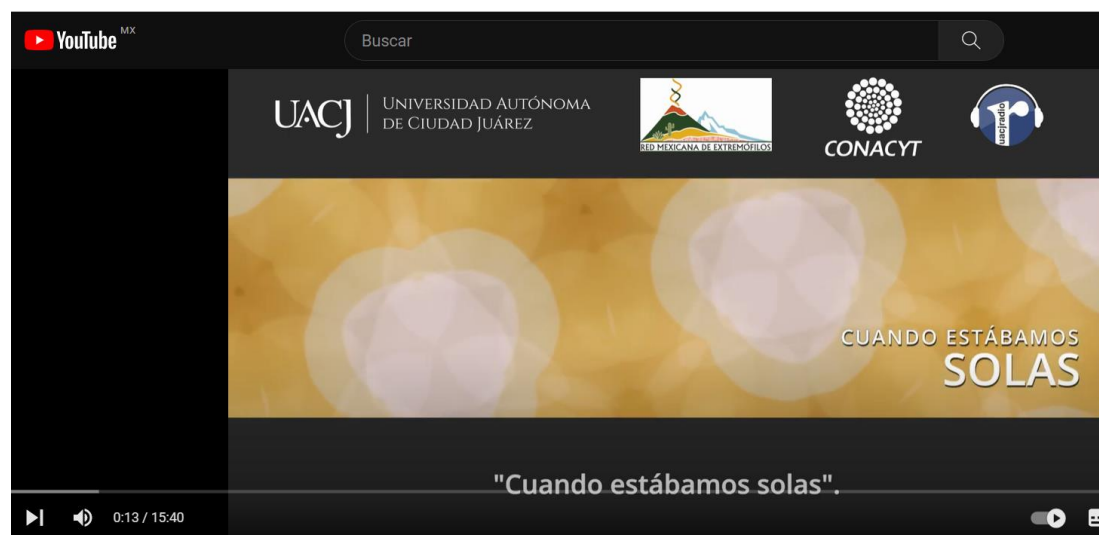 YouTube MX
Buscar
UACJ
UNIVERSIDAD AUTÓNOMA
DE CIUDAD JUÁREZ
RED MEXICANA DE EXTREMÓFILOS
CONACYT
uacjradio
CUANDO ESTÁBAMOS
SOLAS
"Cuando estábamos solas".
0:13 / 15:40